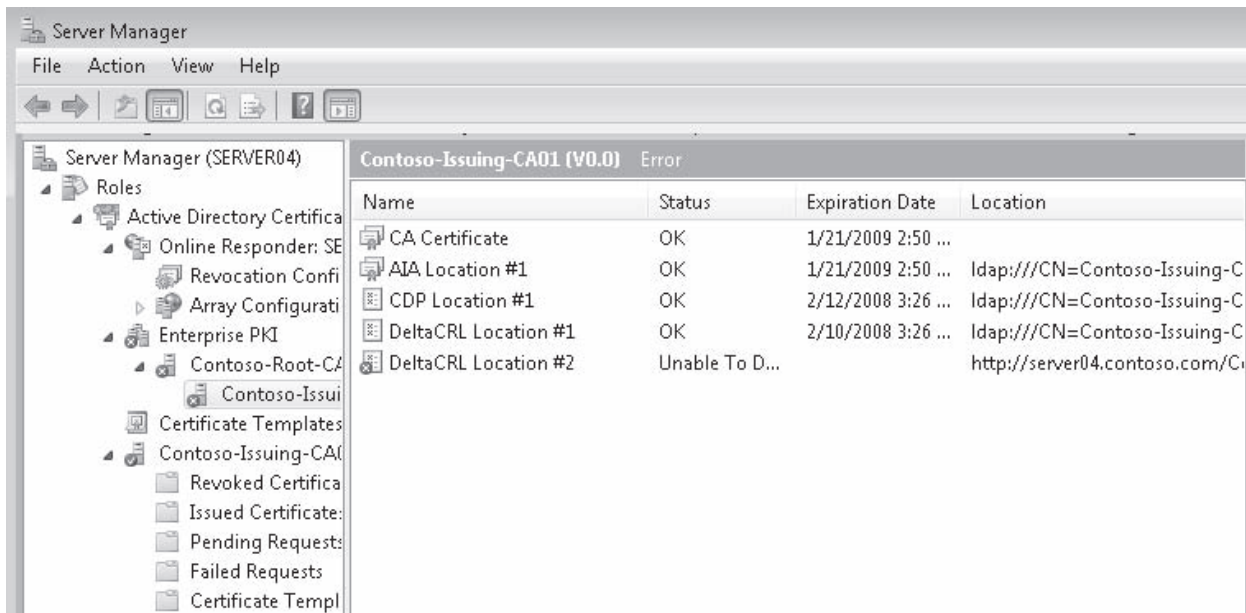 Server Manager
File Action View Help
Server Manager (SERVER04)
Roles
Active Directory Certifica
Online Responder: SE
Revocation Confi
Array Configurati
Enterprise PKI
Contoso-Root-CA
Contoso-Issui
Certificate Templates
Contoso-Issuing-CA0
Revoked Certifica
Issued Certificate:
Pending Requests
Failed Requests
Certificate Templ
Contoso-Issuing-CA01 (V0.0) Error
Name Status Expiration Date Location
CA Certificate OK 1/21/2009 2:50 ...
AIA Location #1 OK 1/21/2009 2:50 ... ldap:///CN=Contoso-Issuing-C
CDP Location #1 OK 2/12/2008 3:26 ... ldap:///CN=Contoso-Issuing-C
DeltaCRL Location #1 OK 2/10/2008 3:26 ... ldap:///CN=Contoso-Issuing-C
DeltaCRL Location #2 Unable To D... http://server04.contoso.com/Ce